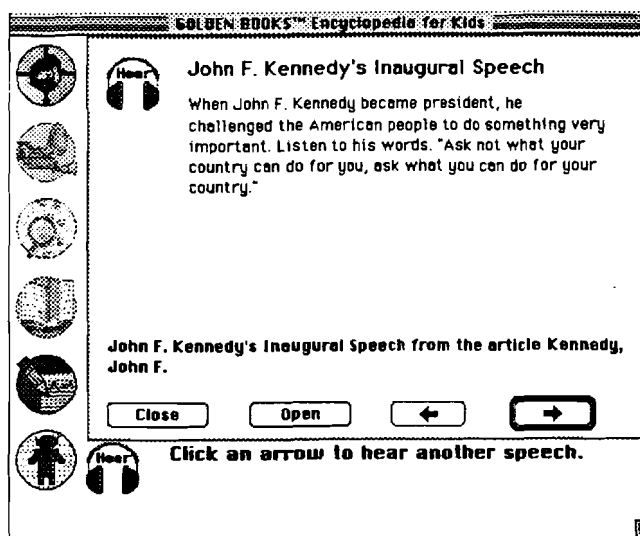 GOLDEN BOOKS™ Encyclopedia for Kids
Hear
John F. Kennedy's Inaugural Speech
When John F. Kennedy became president, he
challenged the American people to do something very
important. Listen to his words. "Ask not what your
country can do for you, ask what you can do for your
country."
John F. Kennedy's Inaugural Speech from the article Kennedy,
John F.
Close
Open
Hear
Click an arrow to hear another speech.